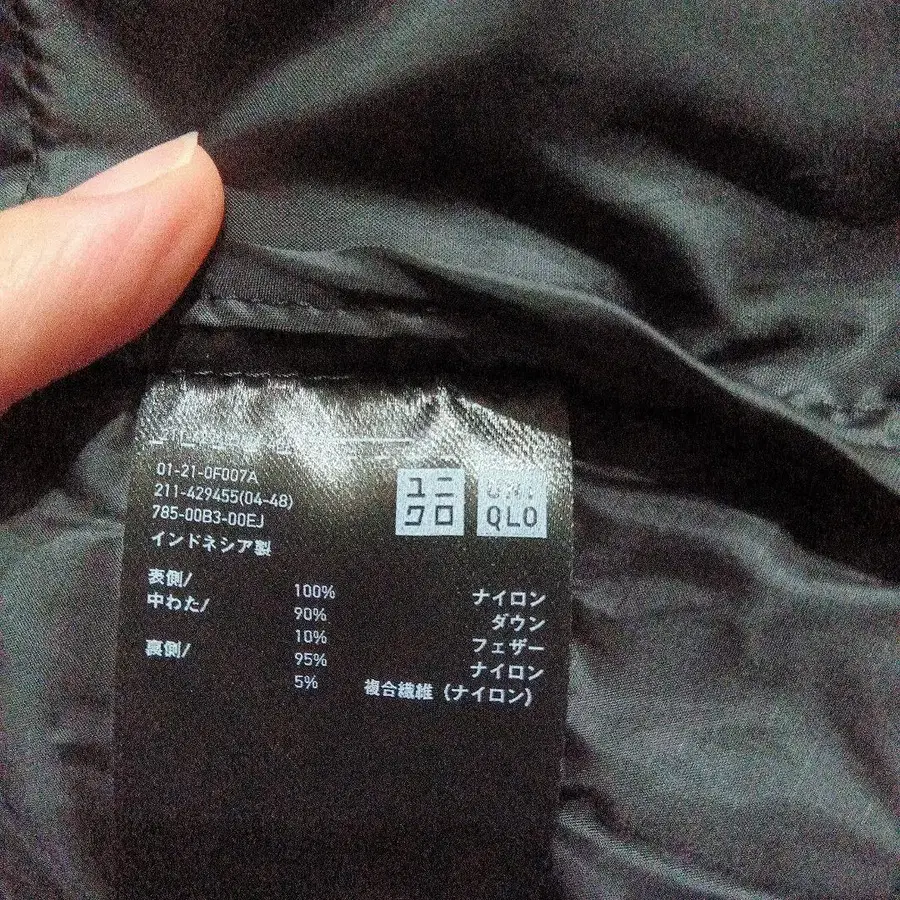 01-21-0F007A
211-429455(04-48)
785-00B3-00EJ
インドネシア製
ユニ
クロ
UNI
QLO
表側/ 100% ナイロン
中わた/ 90% ダウン
10% フェザー
裏側/ 95% ナイロン
5% 複合繊維 (ナイロン)